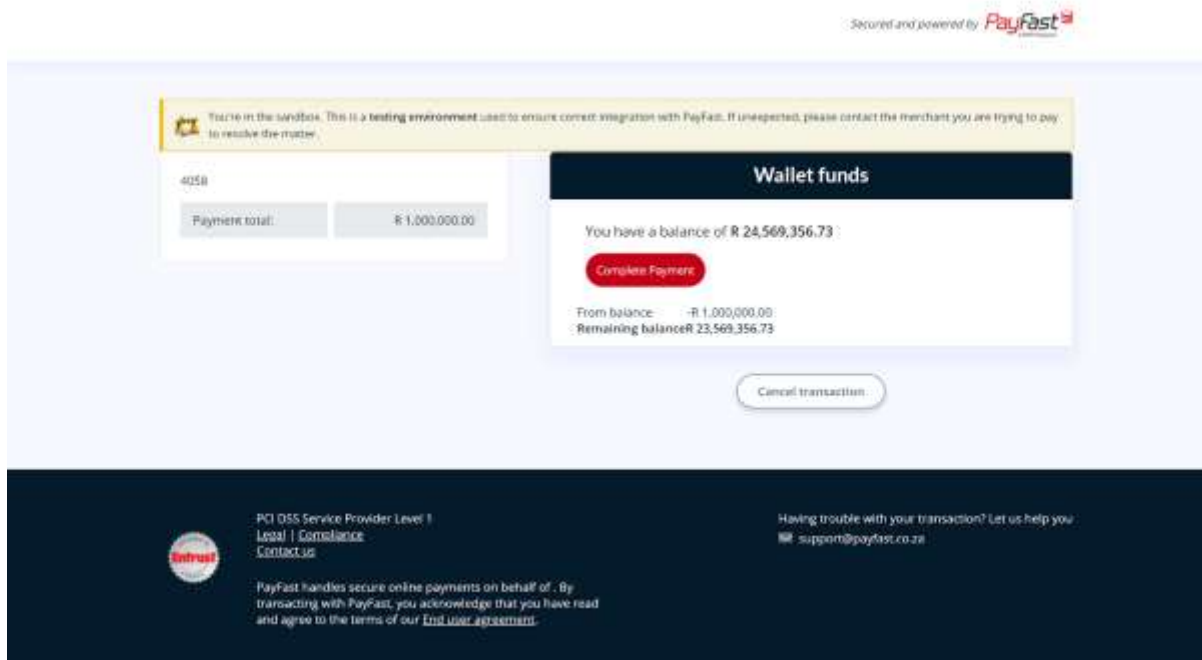 Secured and powered by PayFast
You're in the sandbox. This is a testing environment used to ensure correct integration with PayFast. If unexpected, please contact the merchant you are trying to pay
to resolve the matter.
4058
Payment total: R 1,000,000.00
Wallet funds
You have a balance of R 24,569,356.73
Complete Payment
From balance -R 1,000,000.00
Remaining balanceR 23,569,356.73
Cancel transaction
PCI DSS Service Provider Level 1
Legal | Compliance
Contact us
Entrust
PayFast handles secure online payments on behalf of . By
transacting with PayFast, you acknowledge that you have read
and agree to the terms of our End user agreement.
Having trouble with your transaction? Let us help you
support@payfast.co.za